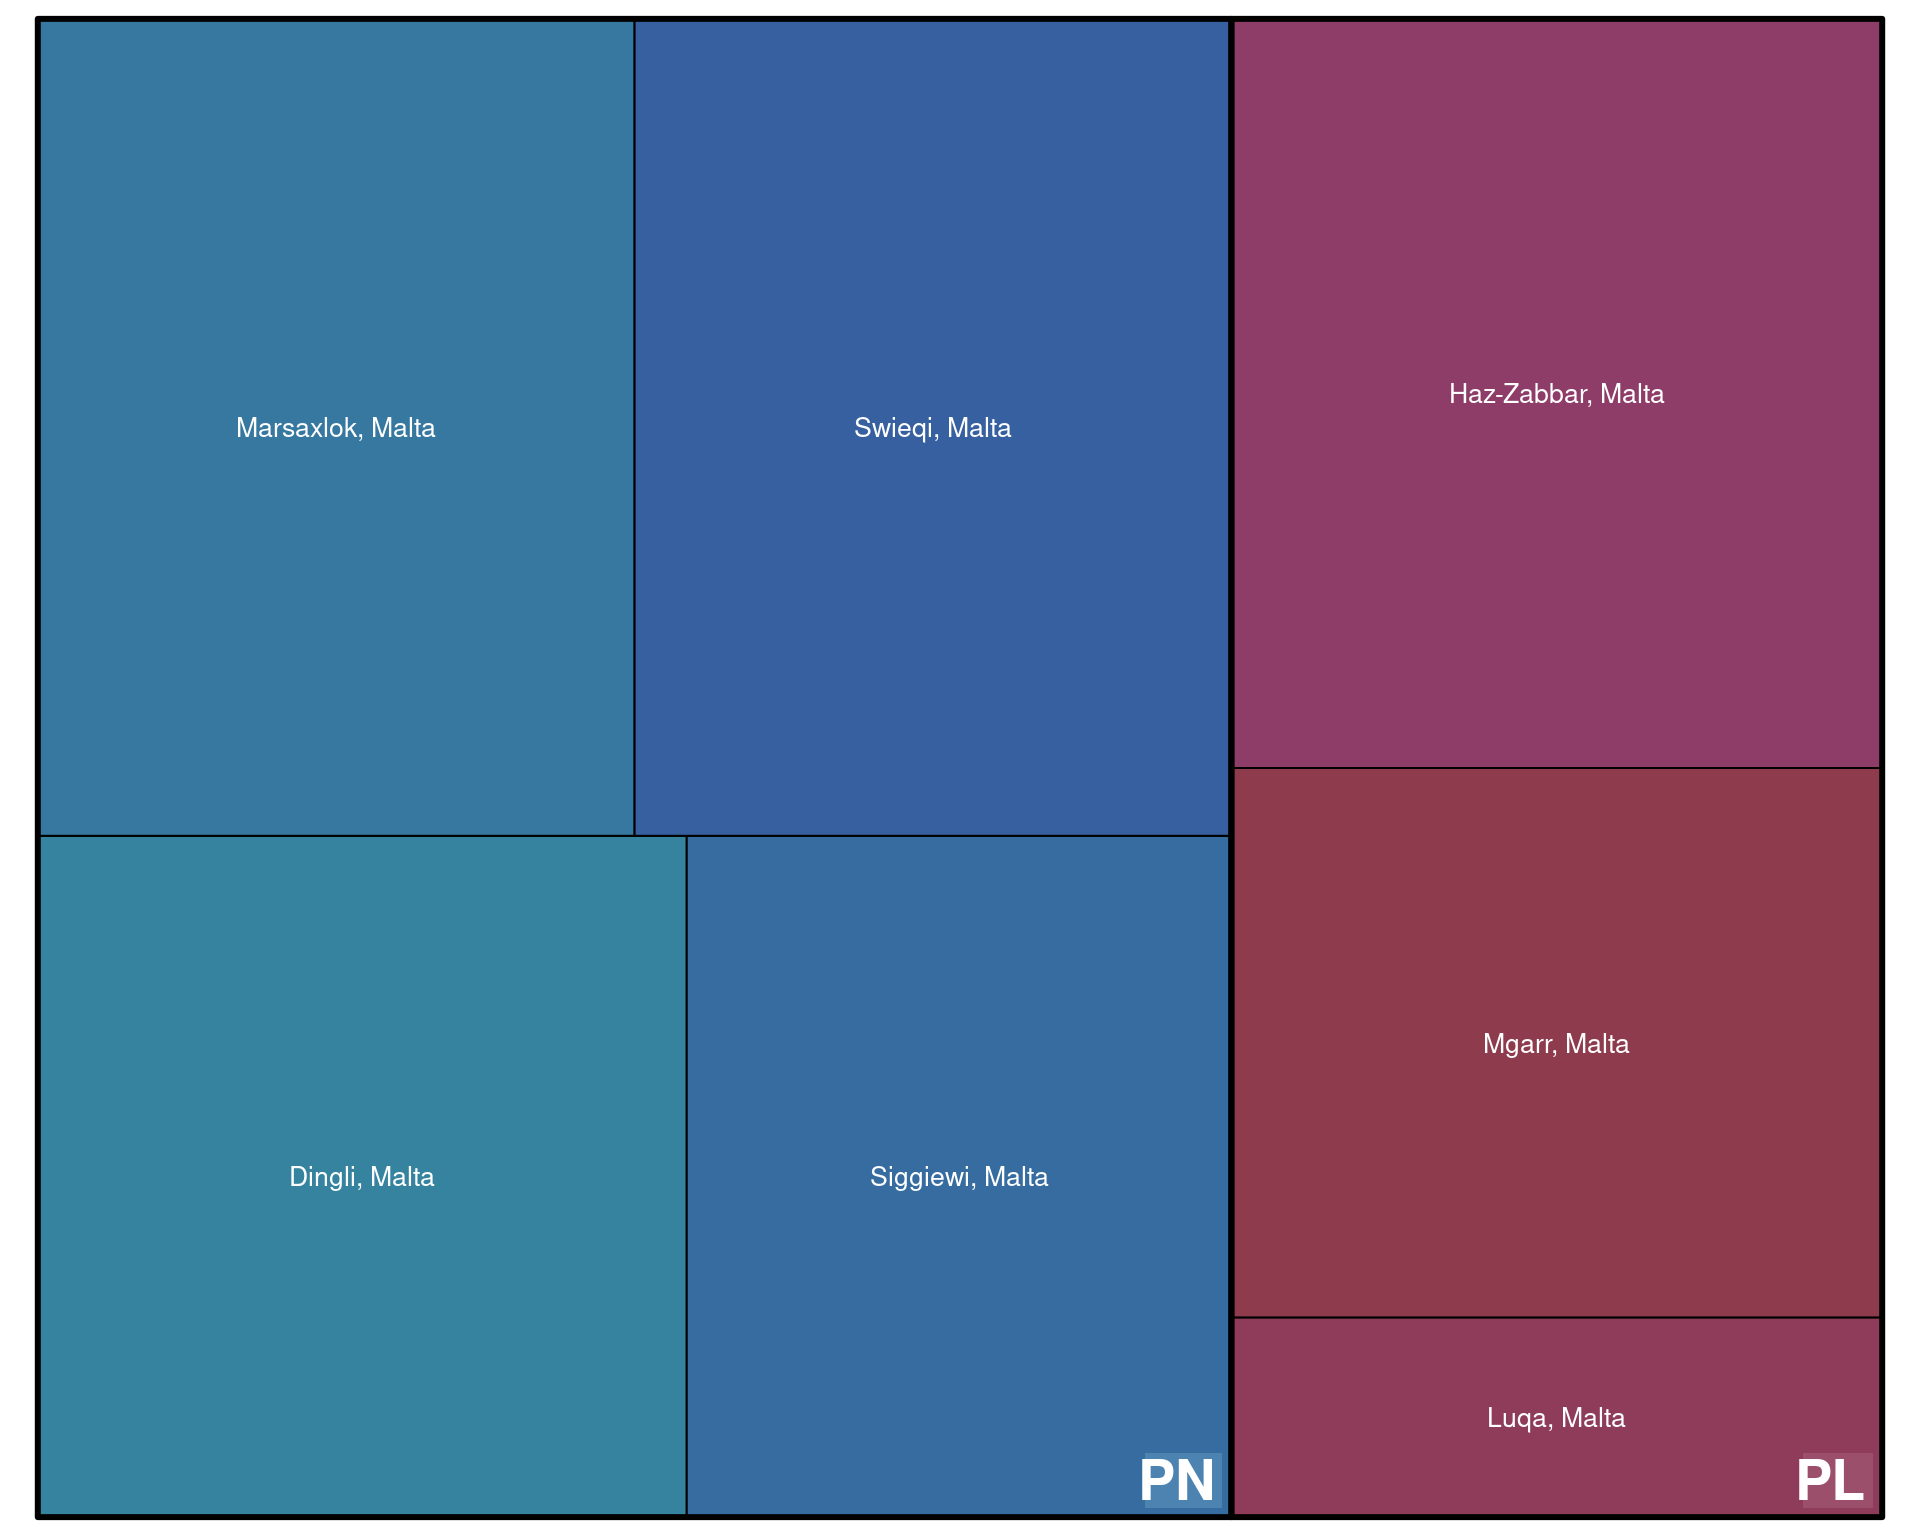 Haz-Zabbar, Malta
Marsaxlok, Malta
Swieqi, Malta
Mgarr, Malta
Dingli, Malta
Siggiewi, Malta
Luqa, Malta
PN
PL